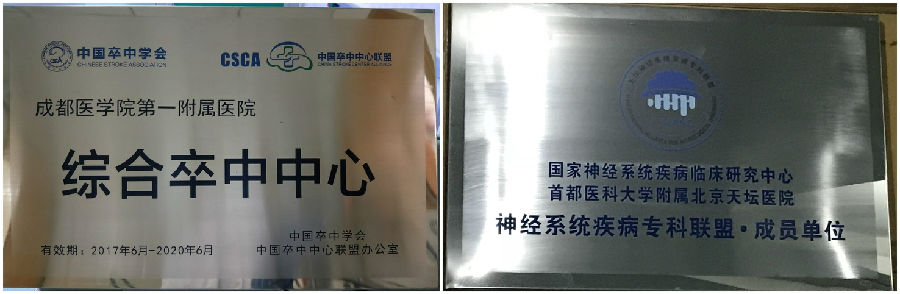 中国卒中学会
CHINESE STROKE ASSOCIATION
CSCA
中国卒中中心联盟
CHINA STROKE CENTER ALLIANCE
成都医学院第一附属医院
综合卒中中心
中国卒中学会
有效期：2017年6月-2020年6月
中国卒中中心联盟办公室
国家神经系统疾病临床研究中心
首都医科大学附属北京天坛医院
神经系统疾病专科联盟·成员单位